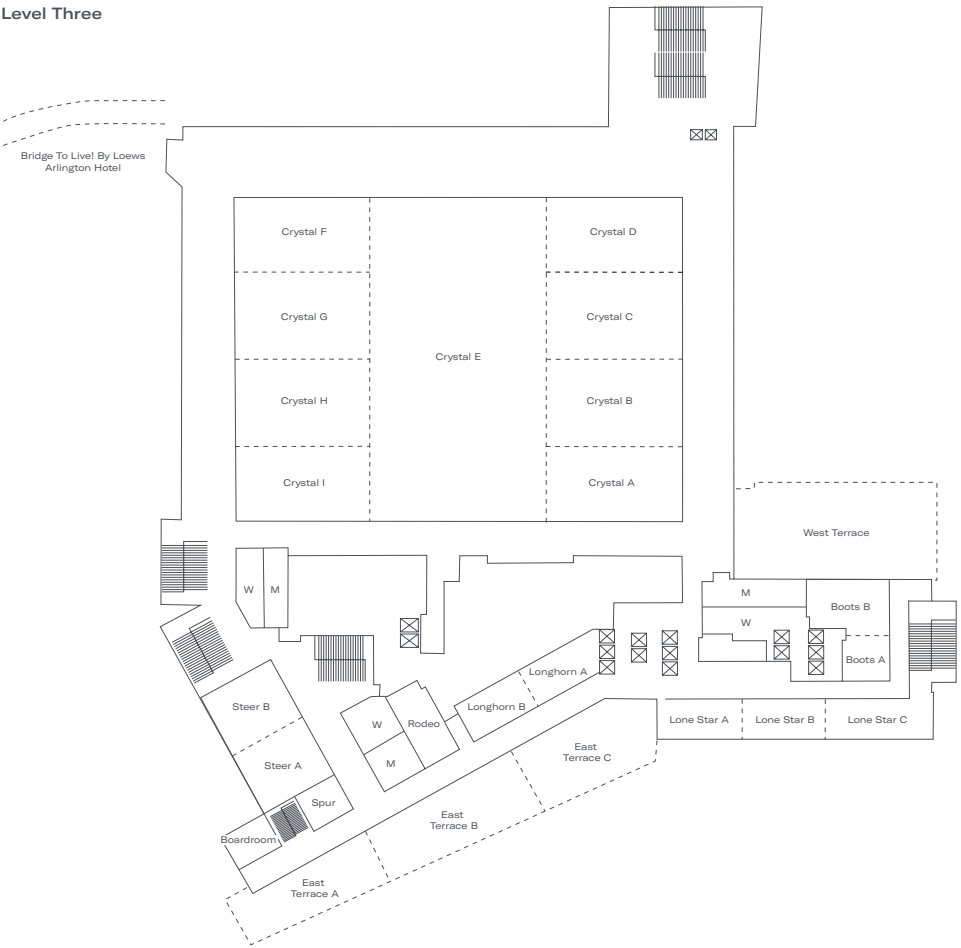 Level Three
Bridge To Live! By Loews
Arlington Hotel
Crystal F
Crystal D
Crystal G
Crystal C
Crystal E
Crystal H
Crystal B
Crystal I
Crystal A
West Terrace
W
M
M
W
Boots B
Boots A
Longhorn A
Longhorn B
Steer B
W
Rodeo
M
Lone Star A
Lone Star B
Lone Star C
Steer A
East
Terrace C
Spur
East
Terrace B
Boardroom
East
Terrace A